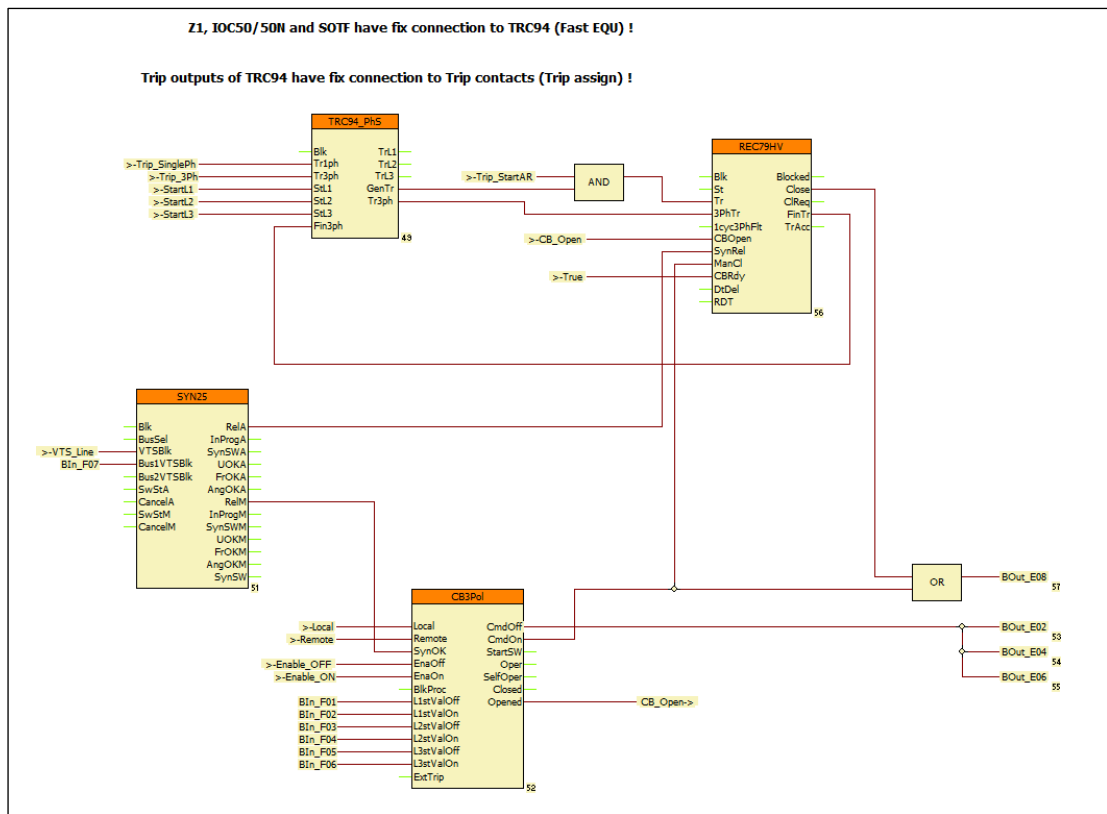 Z1, IOC50/50N and SOTF have fix connection to TRC94 (Fast EQU) !
Trip outputs of TRC94 have fix connection to Trip contacts (Trip assign) !
TRC94_PhS
Blk TrL1
>-Trip_SinglePh Tr1ph TrL2
>-Trip_3Ph Tr3ph TrL3
>-StartL1 StL1 GenTr
>-StartL2 StL2 Tr3ph
>-StartL3 StL3
Fin3ph
49
>-Trip_StartAR
AND
REC79HV
Blk Blocked
St Close
Tr ClReq
3PhTr FinTr
1cyc3PhFlt TrAcc
>-CB_Open CBOpen
SynRel
ManCl
>-True CBRdy
DtDel
RDT
56
SYN25
Blk RelA
BusSel InProgA
>-VTS_Line VTSBlk SynSWA
BIn_F07 Bus1VTSBlk UOKA
Bus2VTSBlk FrOKA
SwStA AngOKA
CancelA RelM
SwStM InProgM
CancelM SynSWM
UOKM
FrOKM
AngOKM
SynSW
51
CB3Pol
>-Local Local CmdOff
>-Remote Remote CmdOn
SynOK StartSW
>-Enable_OFF EnaOff Oper
>-Enable_ON EnaOn SelfOper
BlkProc Closed
BIn_F01 L1stValOff Opened CB_Open->
BIn_F02 L1stValOn
BIn_F03 L2stValOff
BIn_F04 L2stValOn
BIn_F05 L3stValOff
BIn_F06 L3stValOn
ExtTrip
52
OR
BOut_E08
57
BOut_E02
53
BOut_E04
54
BOut_E06
55